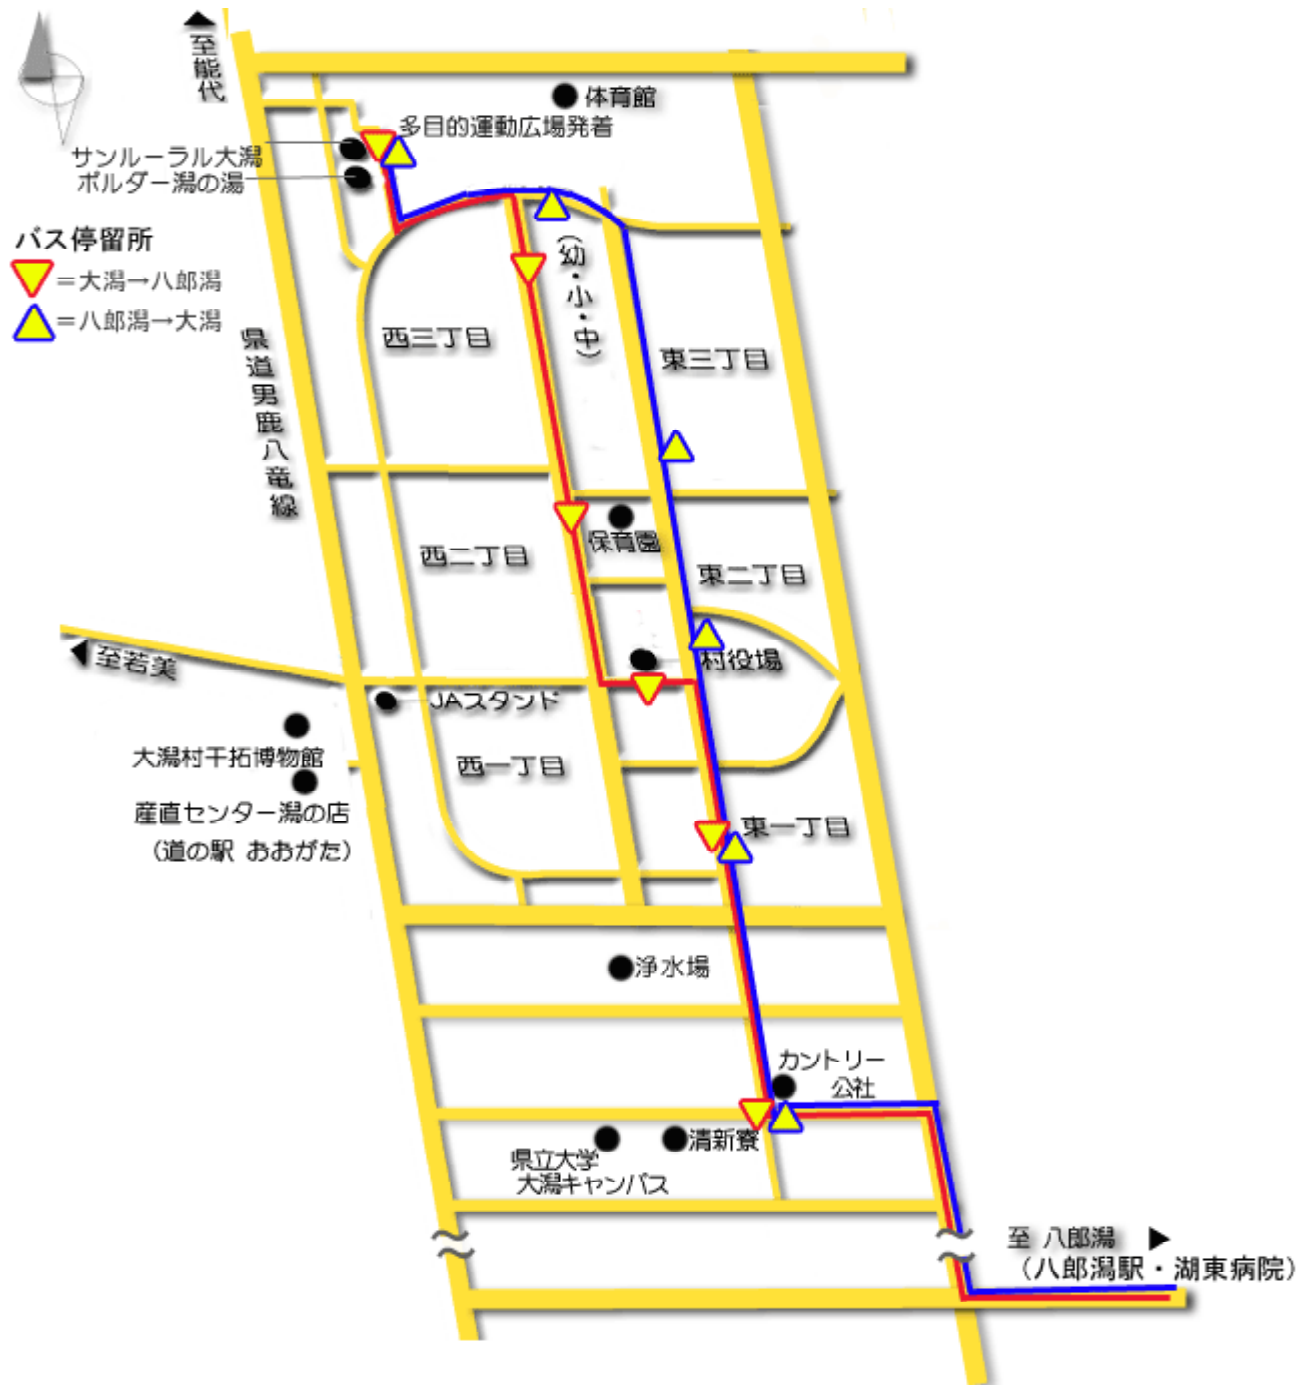 至能代
体育館
多目的運動広場発着
サンルーラル大潟
ポルダー潟の湯
バス停留所
=大潟→八郎潟
=八郎潟→大潟
(幼・小・中)
県道男鹿八竜線
西三丁目
東三丁目
保育園
西二丁目
東二丁目
至若美
村役場
JAスタンド
大潟村干拓博物館
西一丁目
産直センター潟の店
(道の駅 おおがた)
東一丁目
浄水場
カントリー
公社
清新寮
県立大学
大潟キャンパス
至 八郎潟
(八郎潟駅・湖東病院)